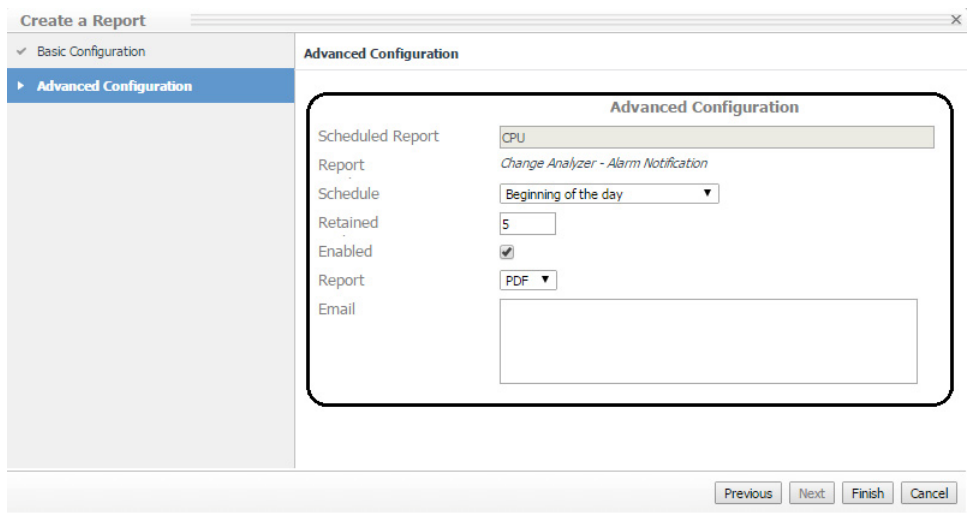 Create a Report
Basic Configuration
Advanced Configuration
Advanced Configuration
Advanced Configuration
Scheduled Report
CPU
Report
Change Analyzer - Alarm Notification
Schedule
Beginning of the day
Retained
5
Enabled
Report
PDF
Email
Previous
Next
Finish
Cancel